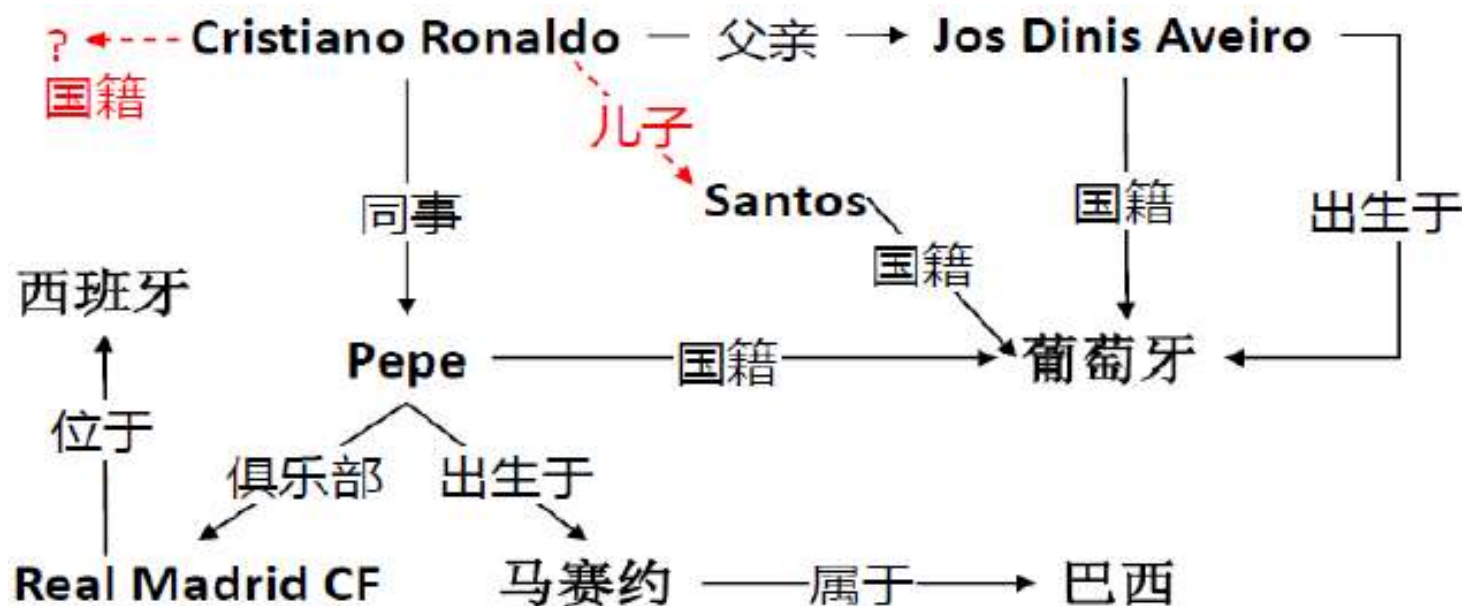 ? Cristiano Ronaldo 父亲 Jos Dinis Aveiro
国籍
儿子
Santos
同事
国籍
出生于
国籍
西班牙
Pepe 国籍 葡萄牙
位于
俱乐部 出生于
Real Madrid CF 马赛约 属于 巴西